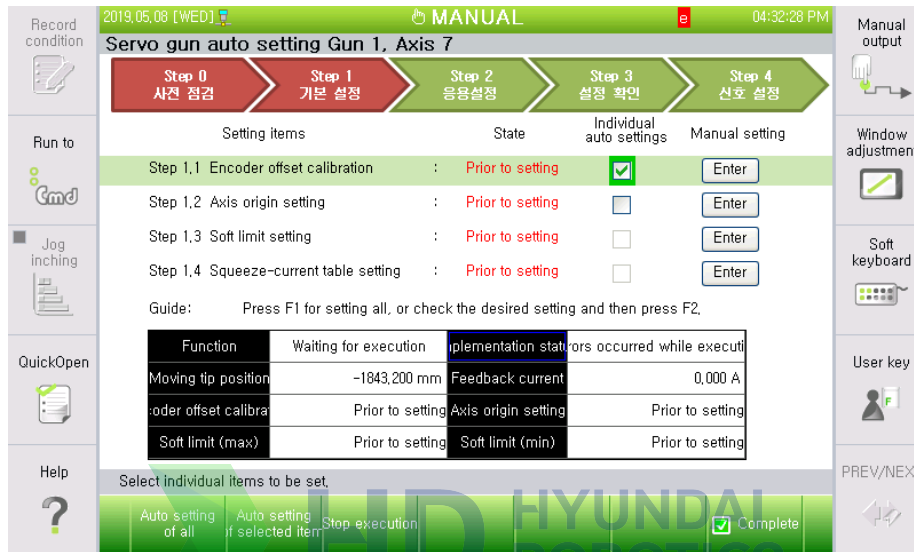 Record
condition
Run to
Cmd
Jog
inching
QuickOpen
Help
2019,05,08 [WED]
MANUAL
e
04:32:28 PM
Servo gun auto setting Gun 1, Axis 7
Step 0
사전 점검
Step 1
기본 설정
Step 2
응용설정
Step 3
설정 확인
Step 4
신호 설정
Setting items State Individual auto settings Manual setting
Step 1,1 Encoder offset calibration : Prior to setting Enter
Step 1,2 Axis origin setting : Prior to setting Enter
Step 1,3 Soft limit setting : Prior to setting Enter
Step 1,4 Squeeze-current table setting : Prior to setting Enter
Guide: Press F1 for setting all, or check the desired setting and then press F2,
Function Waiting for execution plementation statu rors occurred while executi
Moving tip position -1843,200 mm Feedback current 0,000 A
oder offset calibra Prior to setting Axis origin setting Prior to setting
Soft limit (max) Prior to setting Soft limit (min) Prior to setting
Select individual items to be set,
Auto setting
of all
Auto setting
f selected item
Stop execution
Complete
HD HYUNDAI
ROBOTICS
Manual
output
Window
adjustmen
Soft
keyboard
User key
F
PREV/NEX